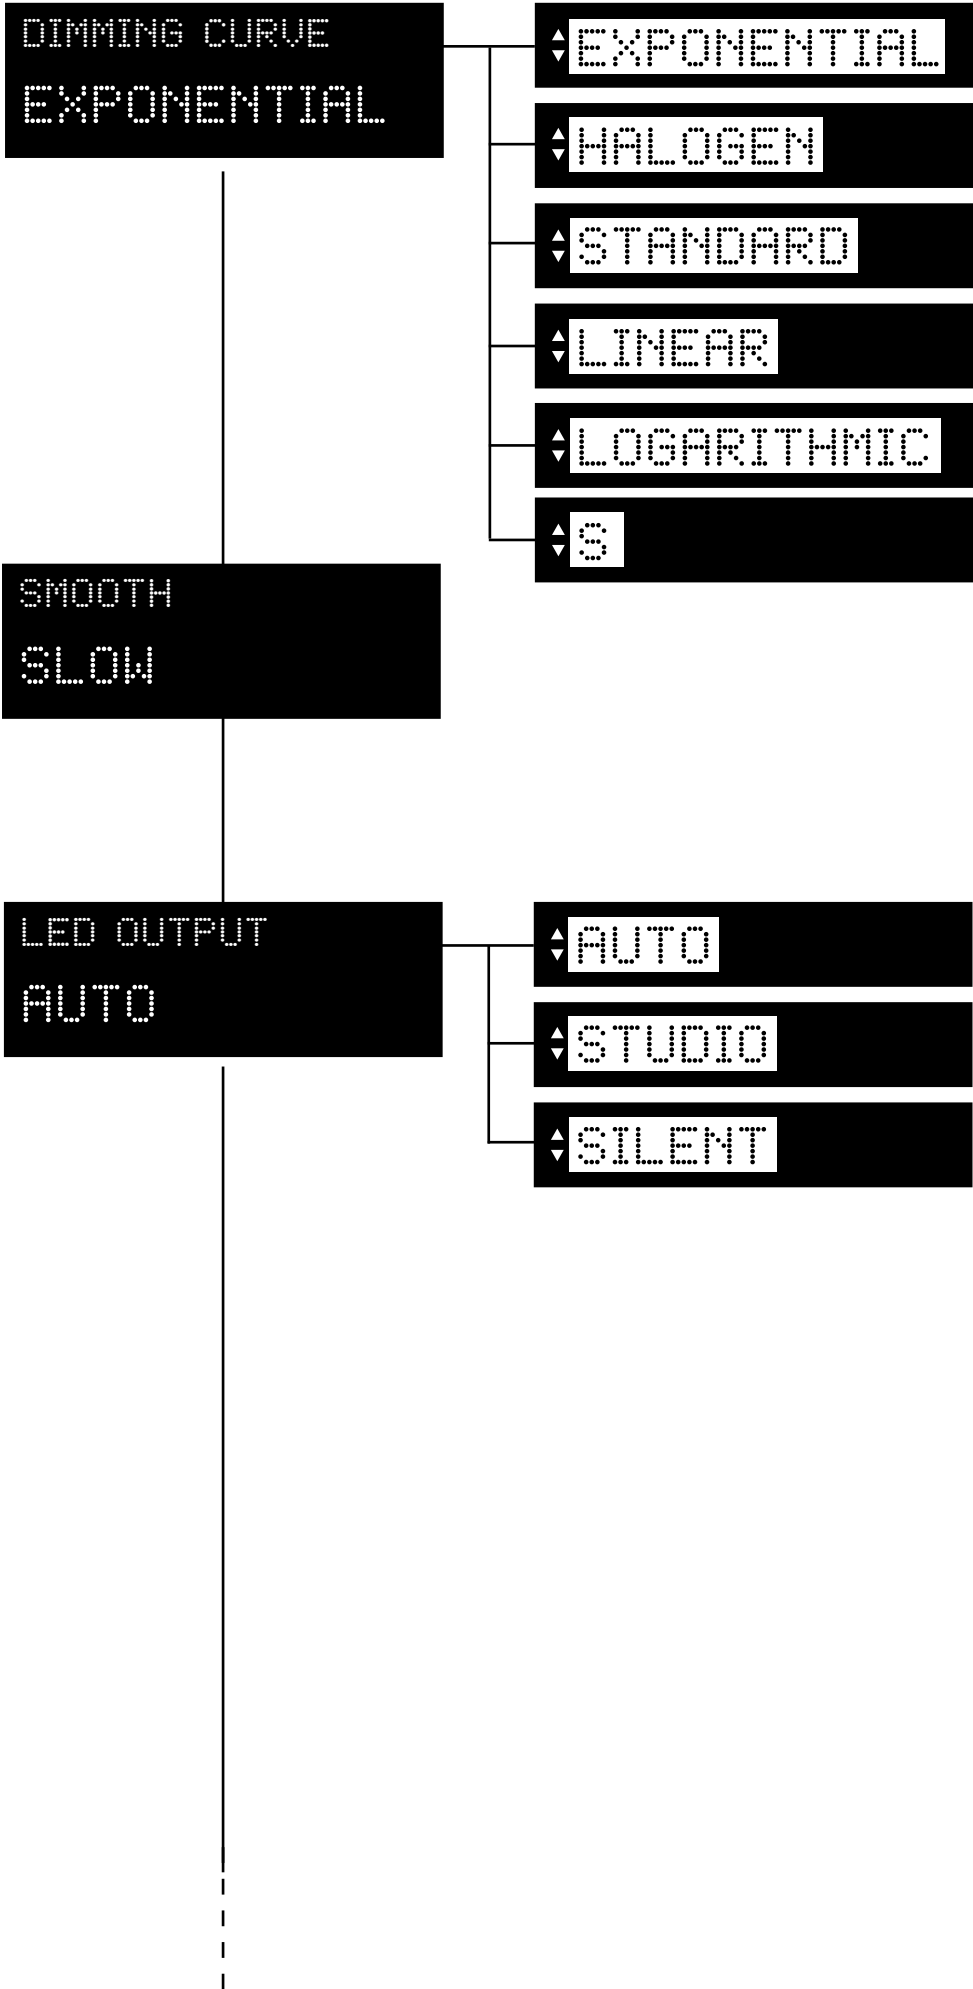 DIMMING CURVE
EXPONENTIAL
EXPONENTIAL
HALOGEN
STANDARD
LINEAR
LOGARITHMIC
S
SMOOTH
SLOW
LED OUTPUT
AUTO
AUTO
STUDIO
SILENT